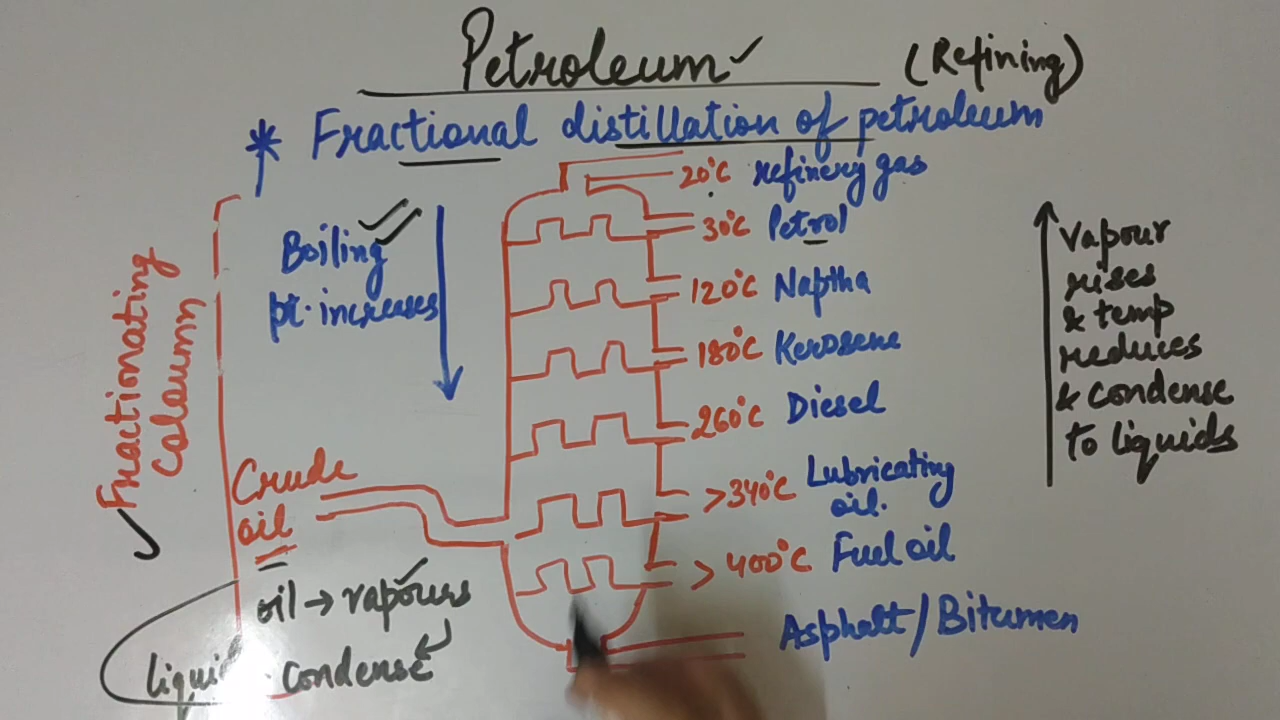 Petroleum
(Refining)
* Fractional distillation of petroleum
Fractionating
Coleumn
Boiling
pt. increases
20°C refinery gas
30°C Petrol
120°C Naptha
180°C Kerosene
260°C Diesel
>340°C Lubricating
oil.
>400°C Fuel oil
Asphalt/Bitumen
Crude
oil
oil → vapours
condense
Vapour
rises
& temp
reduces
& condense
to liquids